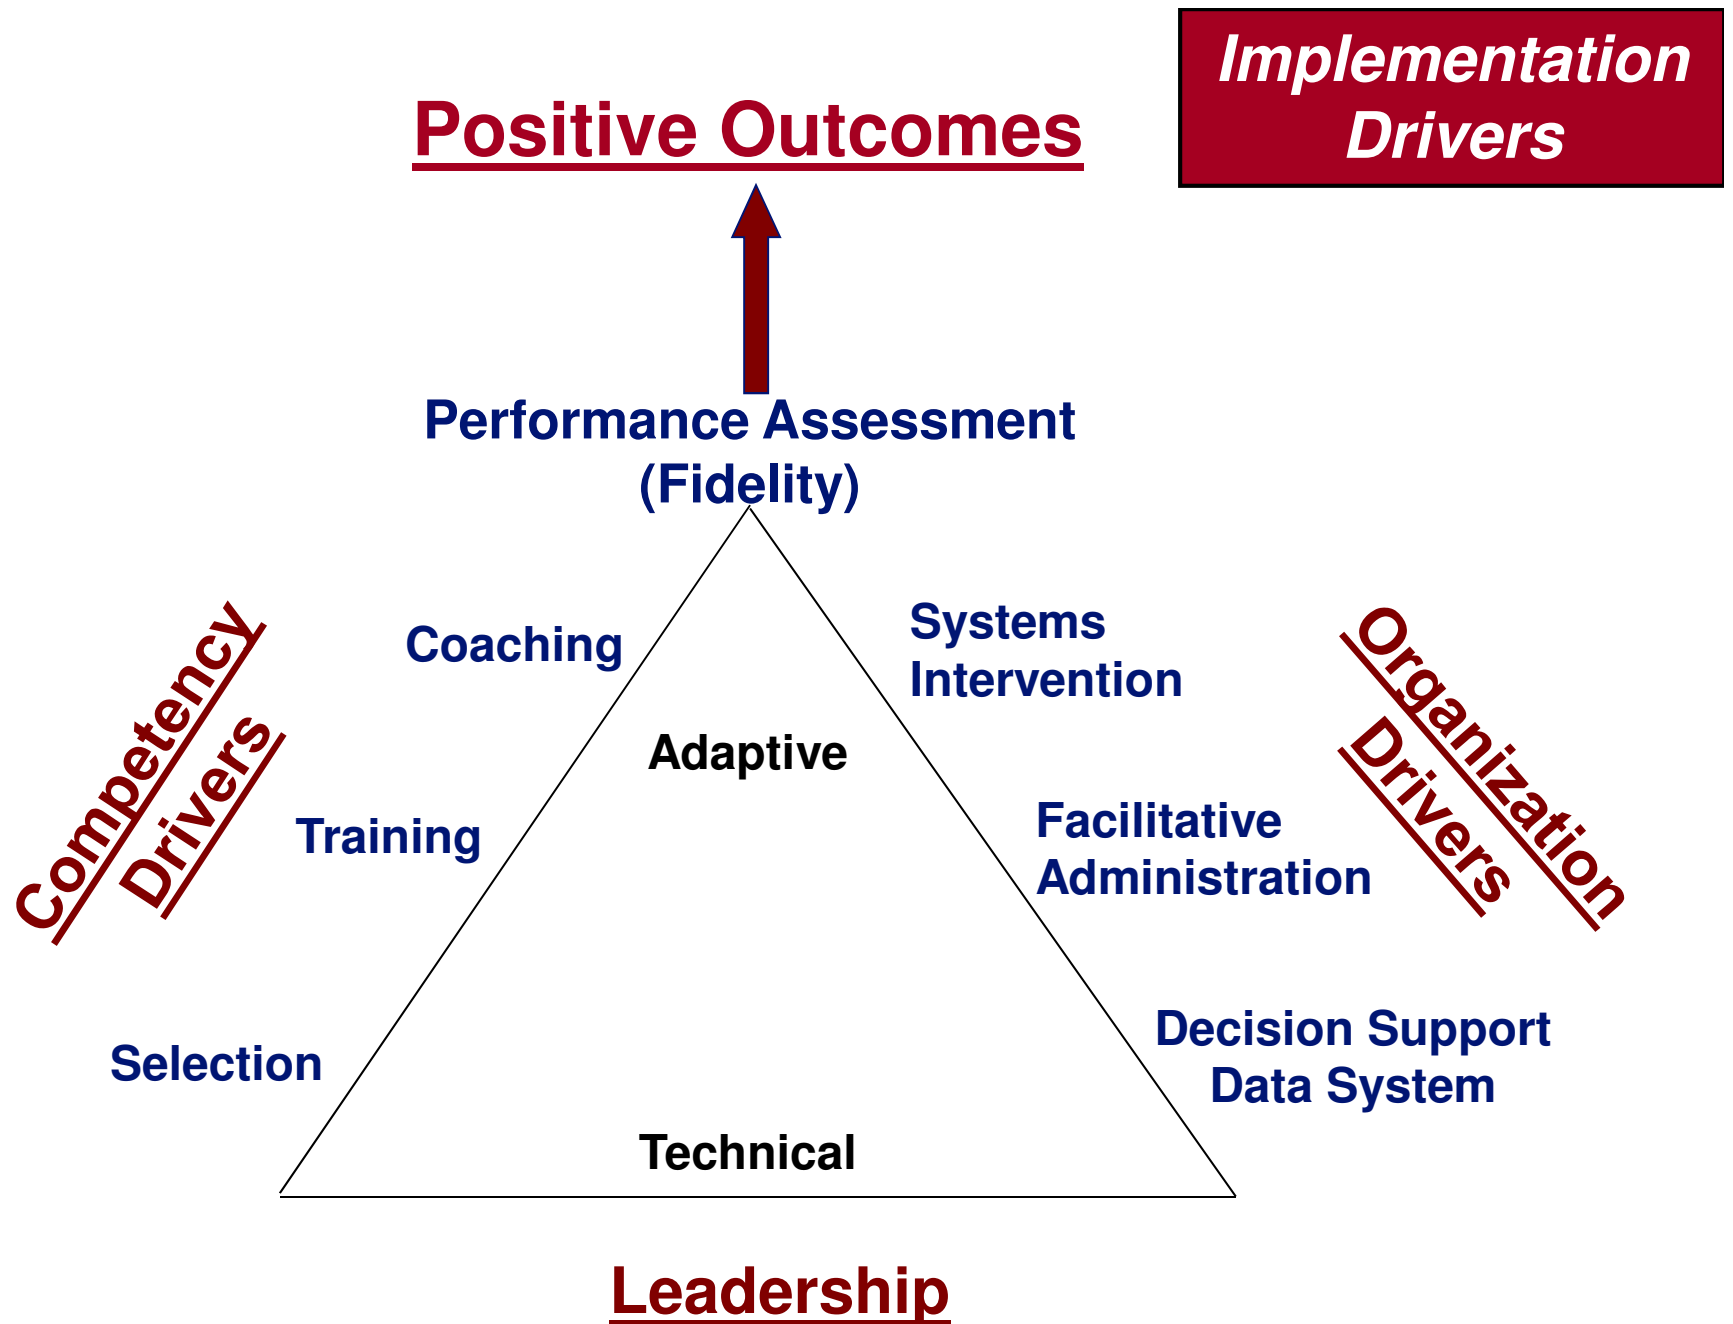 Implementation
Drivers
Positive Outcomes
Performance Assessment
(Fidelity)
Competency
Drivers
Coaching
Training
Selection
Systems
Intervention
Facilitative
Administration
Decision Support
Data System
Organization
Drivers
Adaptive
Technical
Leadership